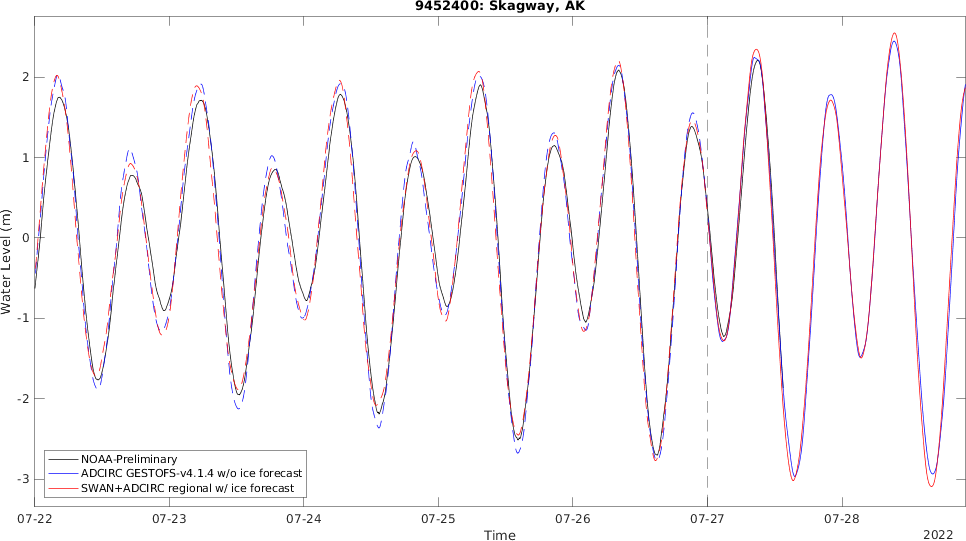 9452400: Skagway, AK
2
1
0
-1
-2
-3
Water Level (m)
NOAA-Preliminary
ADCIRC GESTOFS-v4.1.4 w/o ice forecast
SWAN+ADCIRC regional w/ ice forecast
07-22 07-23 07-24 07-25 07-26 07-27 07-28
Time
2022